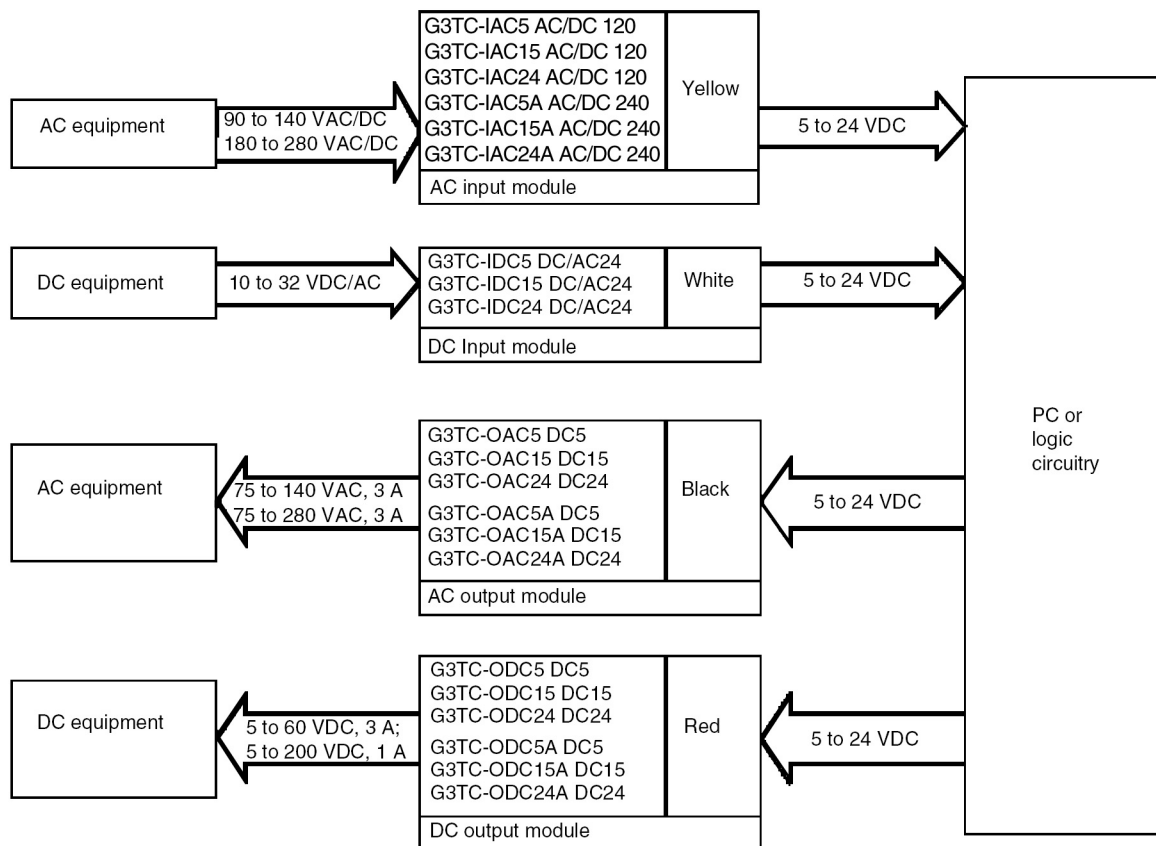 AC equipment
90 to 140 VAC/DC
180 to 280 VAC/DC
G3TC-IAC5 AC/DC 120
G3TC-IAC15 AC/DC 120
G3TC-IAC24 AC/DC 120
G3TC-IAC5A AC/DC 240
G3TC-IAC15A AC/DC 240
G3TC-IAC24A AC/DC 240
Yellow
AC input module
5 to 24 VDC
DC equipment
10 to 32 VDC/AC
G3TC-IDC5 DC/AC24
G3TC-IDC15 DC/AC24
G3TC-IDC24 DC/AC24
White
DC Input module
5 to 24 VDC
AC equipment
75 to 140 VAC, 3 A
75 to 280 VAC, 3 A
G3TC-OAC5 DC5
G3TC-OAC15 DC15
G3TC-OAC24 DC24
G3TC-OAC5A DC5
G3TC-OAC15A DC15
G3TC-OAC24A DC24
Black
AC output module
5 to 24 VDC
DC equipment
5 to 60 VDC, 3 A;
5 to 200 VDC, 1 A
G3TC-ODC5 DC5
G3TC-ODC15 DC15
G3TC-ODC24 DC24
G3TC-ODC5A DC5
G3TC-ODC15A DC15
G3TC-ODC24A DC24
Red
DC output module
5 to 24 VDC
PC or
logic
circuitry